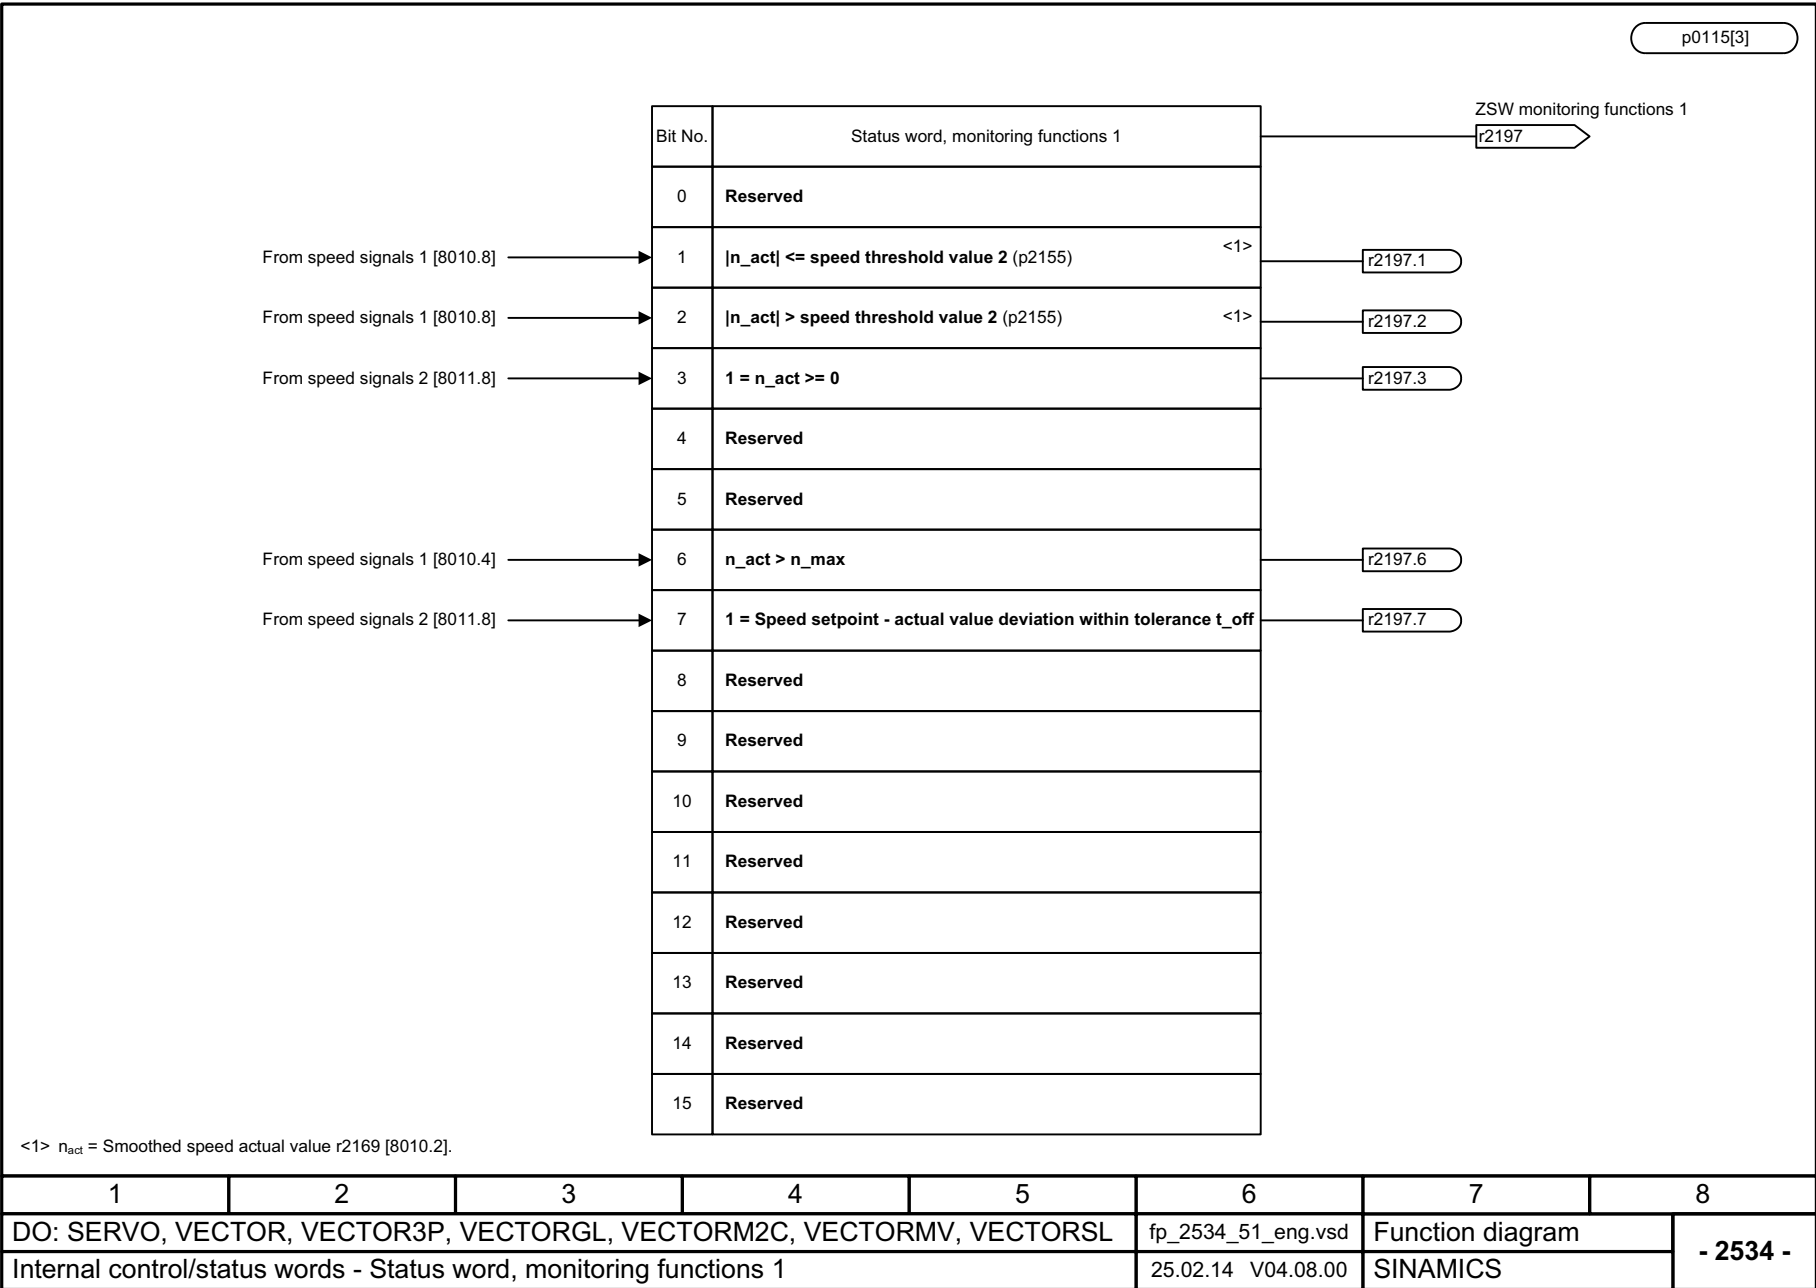 p0115[3]
ZSW monitoring functions 1
Bit No. Status word, monitoring functions 1 r2197
0 Reserved
From speed signals 1 [8010.8] 1 |n_act| <= speed threshold value 2 (p2155) <1> r2197.1
From speed signals 1 [8010.8] 2 |n_act| > speed threshold value 2 (p2155) <1> r2197.2
From speed signals 2 [8011.8] 3 1 = n_act >= 0 r2197.3
4 Reserved
5 Reserved
From speed signals 1 [8010.4] 6 n_act > n_max r2197.6
From speed signals 2 [8011.8] 7 1 = Speed setpoint - actual value deviation within tolerance t_off r2197.7
8 Reserved
9 Reserved
10 Reserved
11 Reserved
12 Reserved
13 Reserved
14 Reserved
15 Reserved
<1> nact = Smoothed speed actual value r2169 [8010.2].
1 2 3 4 5 6 7 8
DO: SERVO, VECTOR, VECTOR3P, VECTORGL, VECTORM2C, VECTORMV, VECTORSL fp_2534_51_eng.vsd Function diagram
- 2534 -
Internal control/status words - Status word, monitoring functions 1 25.02.14 V04.08.00 SINAMICS